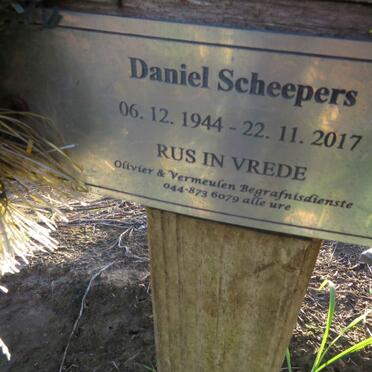 Daniel Scheepers
06. 12. 1944 - 22. 11. 2017
RUS IN VREDE
Olivier & Vermeulen Begrafnisdienste
044-873 6079 alle ure